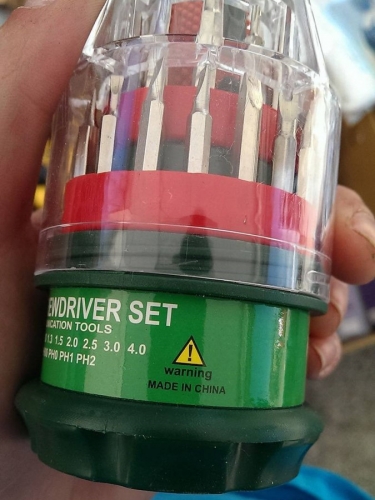 EWDRIVER SET
ICATION TOOLS
1.3 1.5 2.0 2.5 3.0 4.0
PH0 PH1 PH2
warning
MADE IN CHINA